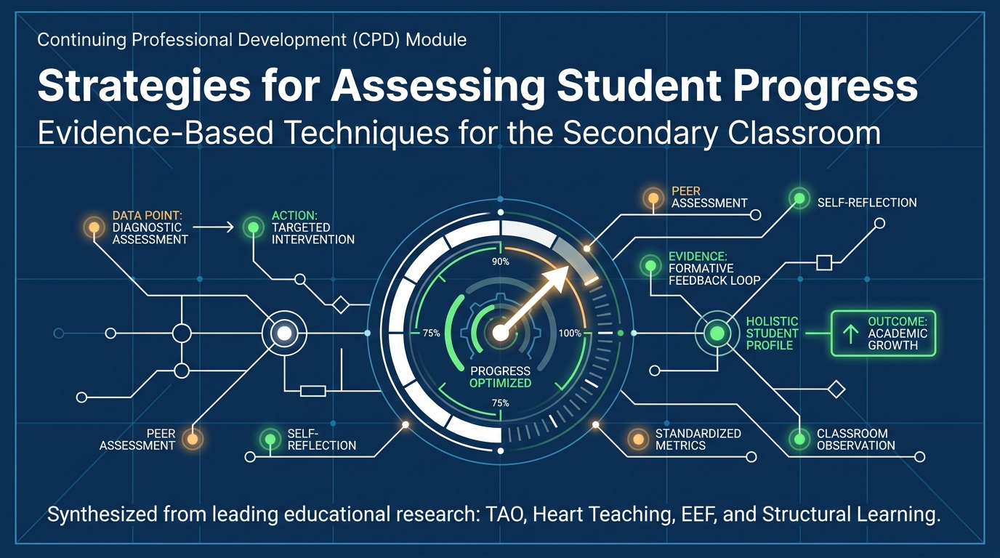 Continuing Professional Development (CPD) Module
Strategies for Assessing Student Progress
Evidence-Based Techniques for the Secondary Classroom
DATA POINT:
DIAGNOSTIC
ASSESSMENT
ACTION:
TARGETED
INTERVENTION
PEER
ASSESSMENT
SELF-
REFLECTION
90%
75%
100%
PROGRESS
OPTIMIZED
75%
PEER
ASSESSMENT
SELF-REFLECTION
EVIDENCE:
FORMATIVE
FEEDBACK LOOP
HOLISTIC
STUDENT
PROFILE
OUTCOME:
ACADEMIC
GROWTH
STANDARDIZED
METRICS
CLASSROOM
OBSERVATION
Synthesized from leading educational research: TAO, Heart Teaching, EEF, and Structural Learning.